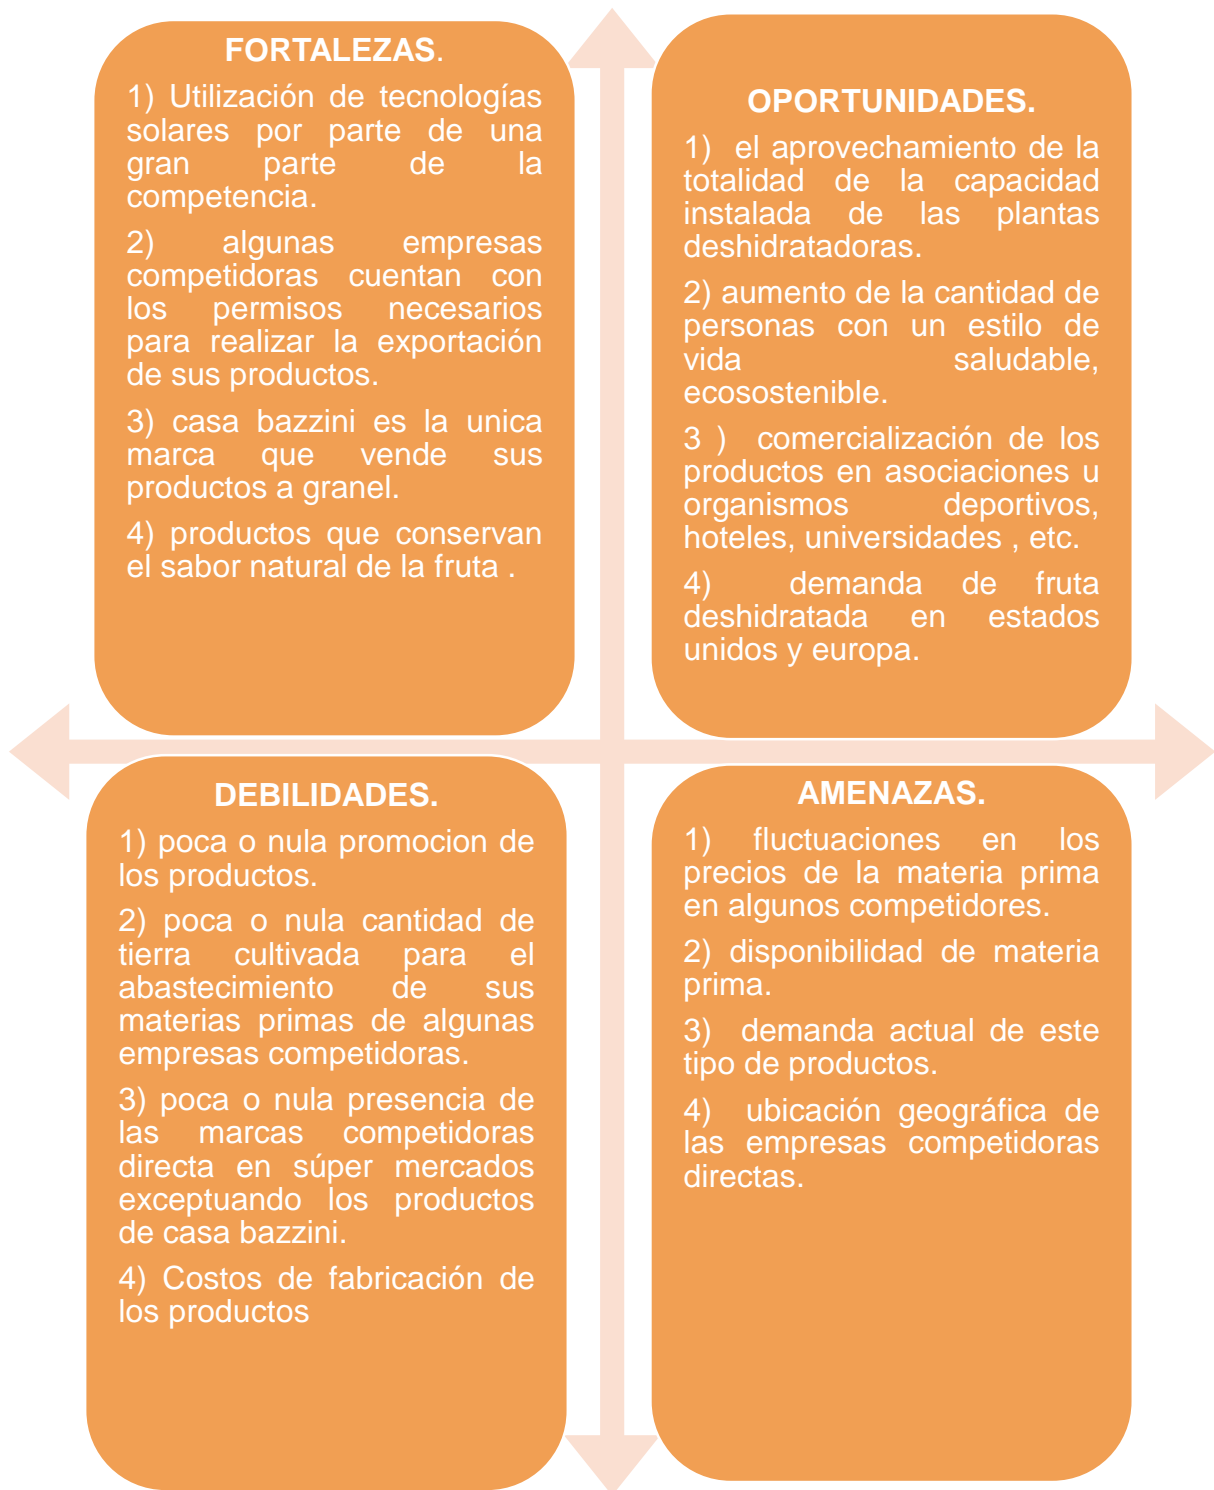 FORTALEZAS.
1) Utilización de tecnologías
solares por parte de una
gran parte de la
competencia.
2) algunas empresas
competidoras cuentan con
los permisos necesarios
para realizar la exportación
de sus productos.
3) casa bazzini es la unica
marca que vende sus
productos a granel.
4) productos que conservan
el sabor natural de la fruta .
OPORTUNIDADES.
1) el aprovechamiento de la
totalidad de la capacidad
instalada de las plantas
deshidratadoras.
2) aumento de la cantidad de
personas con un estilo de
vida saludable,
ecosostenible.
3 ) comercialización de los
productos en asociaciones u
organismos deportivos,
hoteles, universidades , etc.
4) demanda de fruta
deshidratada en estados
unidos y europa.
DEBILIDADES.
1) poca o nula promocion de
los productos.
2) poca o nula cantidad de
tierra cultivada para el
abastecimiento de sus
materias primas de algunas
empresas competidoras.
3) poca o nula presencia de
las marcas competidoras
directa en súper mercados
exceptuando los productos
de casa bazzini.
4) Costos de fabricación de
los productos
AMENAZAS.
1) fluctuaciones en los
precios de la materia prima
en algunos competidores.
2) disponibilidad de materia
prima.
3) demanda actual de este
tipo de productos.
4) ubicación geográfica de
las empresas competidoras
directas.